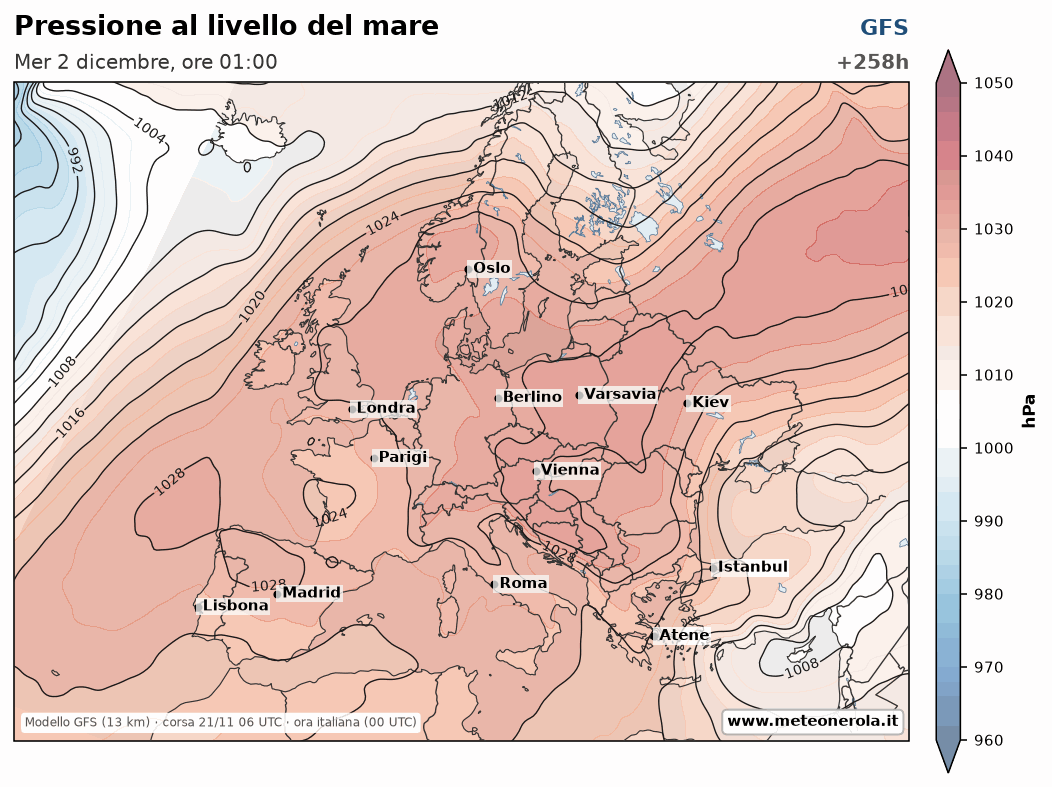 Pressione al livello del mare
GFS
Mer 2 dicembre, ore 01:00
+258h
1050
1040
1030
1020
1010
1000
990
980
970
960
hPa
1012
1004
992
1024
1020
1008
1016
1028
1024
1028
1028
1008
10
Oslo
Londra
Berlino
Varsavia
Kiev
Parigi
Vienna
Istanbul
Roma
Madrid
Lisbona
Atene
Modello GFS (13 km) · corsa 21/11 06 UTC · ora italiana (00 UTC)
www.meteonerola.it